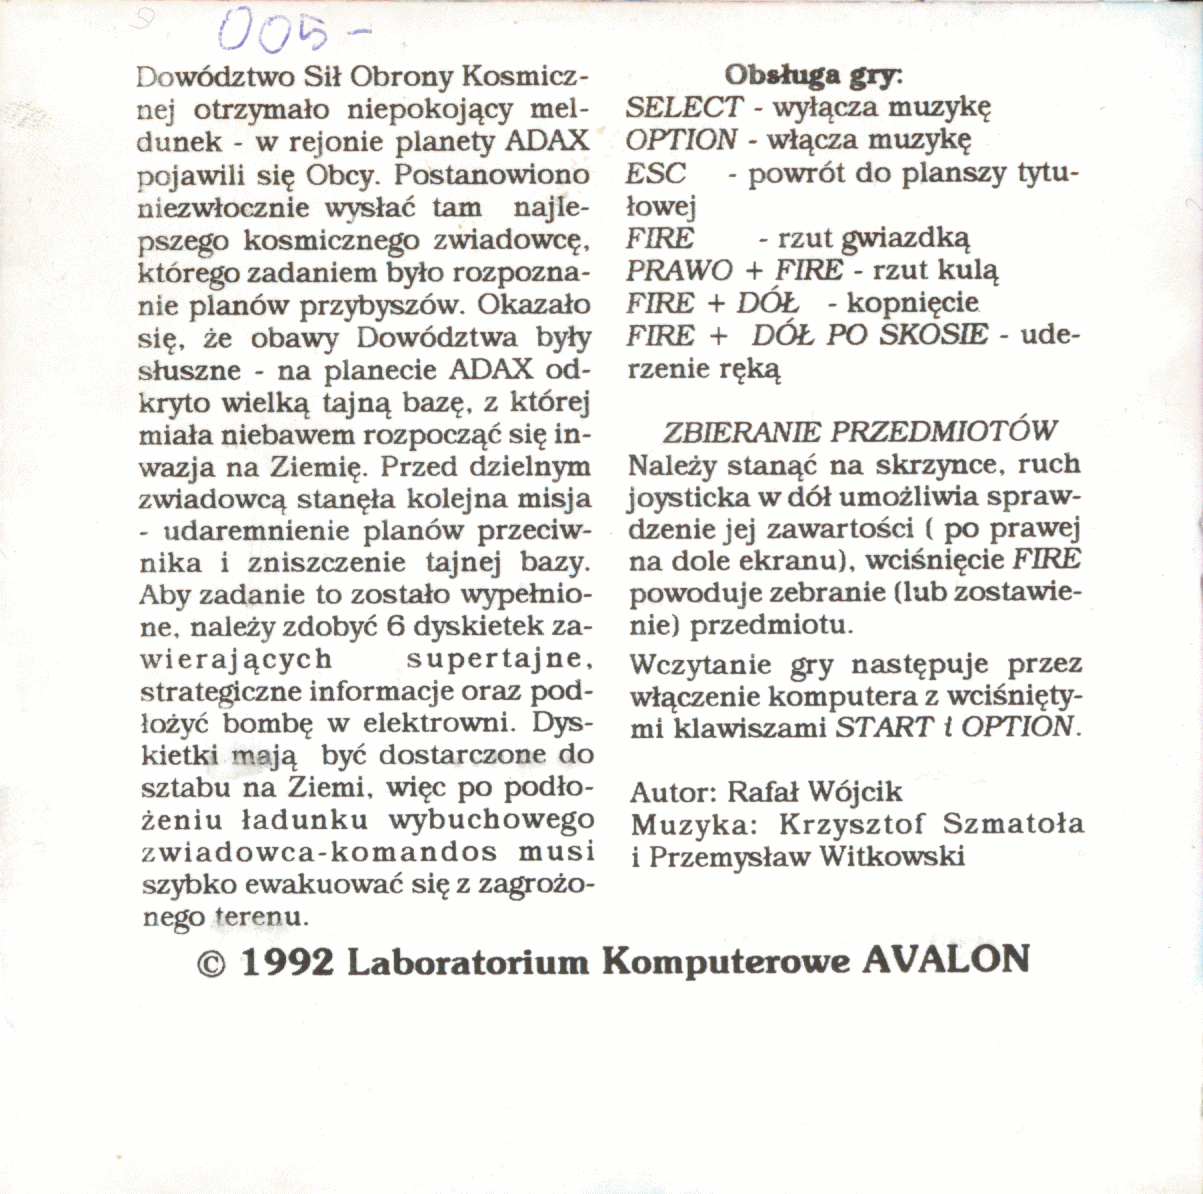 005-
Dowództwo Sił Obrony Kosmicz-
nej otrzymało niepokojący mel-
dunek - w rejonie planety ADAX
pojawili się Obcy. Postanowiono
niezwłocznie wysłać tam najle-
pszego kosmicznego zwiadowcę,
którego zadaniem było rozpozna-
nie planów przybyszów. Okazało
się, że obawy Dowództwa były
słuszne - na planecie ADAX od-
kryto wielką tajną bazę, z której
miała niebawem rozpocząć się in-
wazja na Ziemię. Przed dzielnym
zwiadowcą stanęła kolejna misja
- udaremnienie planów przeciw-
nika i zniszczenie tajnej bazy.
Aby zadanie to zostało wypełnio-
ne, należy zdobyć 6 dyskietek za-
wierających supertajne,
strategiczne informacje oraz pod-
łożyć bombę w elektrowni. Dys-
kietki mają być dostarczone do
sztabu na Ziemi, więc po podło-
żeniu ładunku wybuchowego
zwiadowca-komandos musi
szybko ewakuować się z zagrożo-
nego terenu.
Obsługa gry:
SELECT - wyłącza muzykę
OPTION - włącza muzykę
ESC - powrót do planszy tytu-
łowej
FIRE - rzut gwiazdką
PRAWO + FIRE - rzut kulą
FIRE + DÓŁ - kopnięcie
FIRE + DÓŁ PO SKOSIE - ude-
rzenie ręką
ZBIERANIE PRZEDMIOTÓW
Należy stanąć na skrzynce, ruch
joysticka w dół umożliwia spraw-
dzenie jej zawartości ( po prawej
na dole ekranu), wciśnięcie FIRE
powoduje zebranie (lub zostawie-
nie) przedmiotu.
Wczytanie gry następuje przez
włączenie komputera z wciśnięty-
mi klawiszami START i OPTION.
Autor: Rafał Wójcik
Muzyka: Krzysztof Szmatoła
i Przemysław Witkowski
© 1992 Laboratorium Komputerowe AVALON